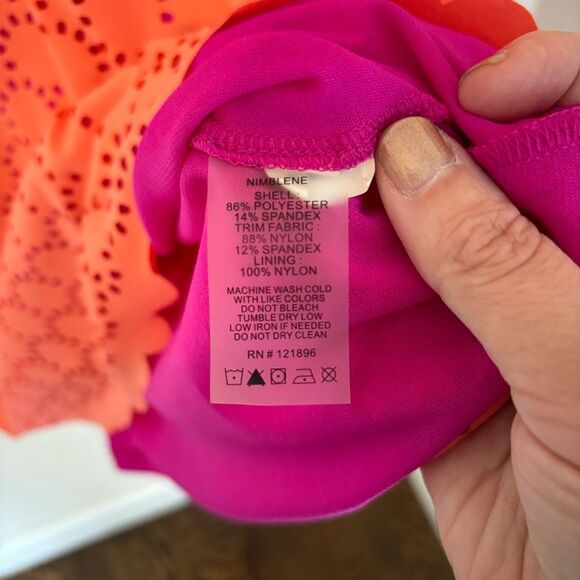 NIMBLENE
SHELL:
86% POLYESTER
14% SPANDEX
TRIM FABRIC :
88% NYLON
12% SPANDEX
LINING :
100% NYLON
MACHINE WASH COLD
WITH LIKE COLORS
DO NOT BLEACH
TUMBLE DRY LOW
LOW IRON IF NEEDED
DO NOT DRY CLEAN
RN # 121896